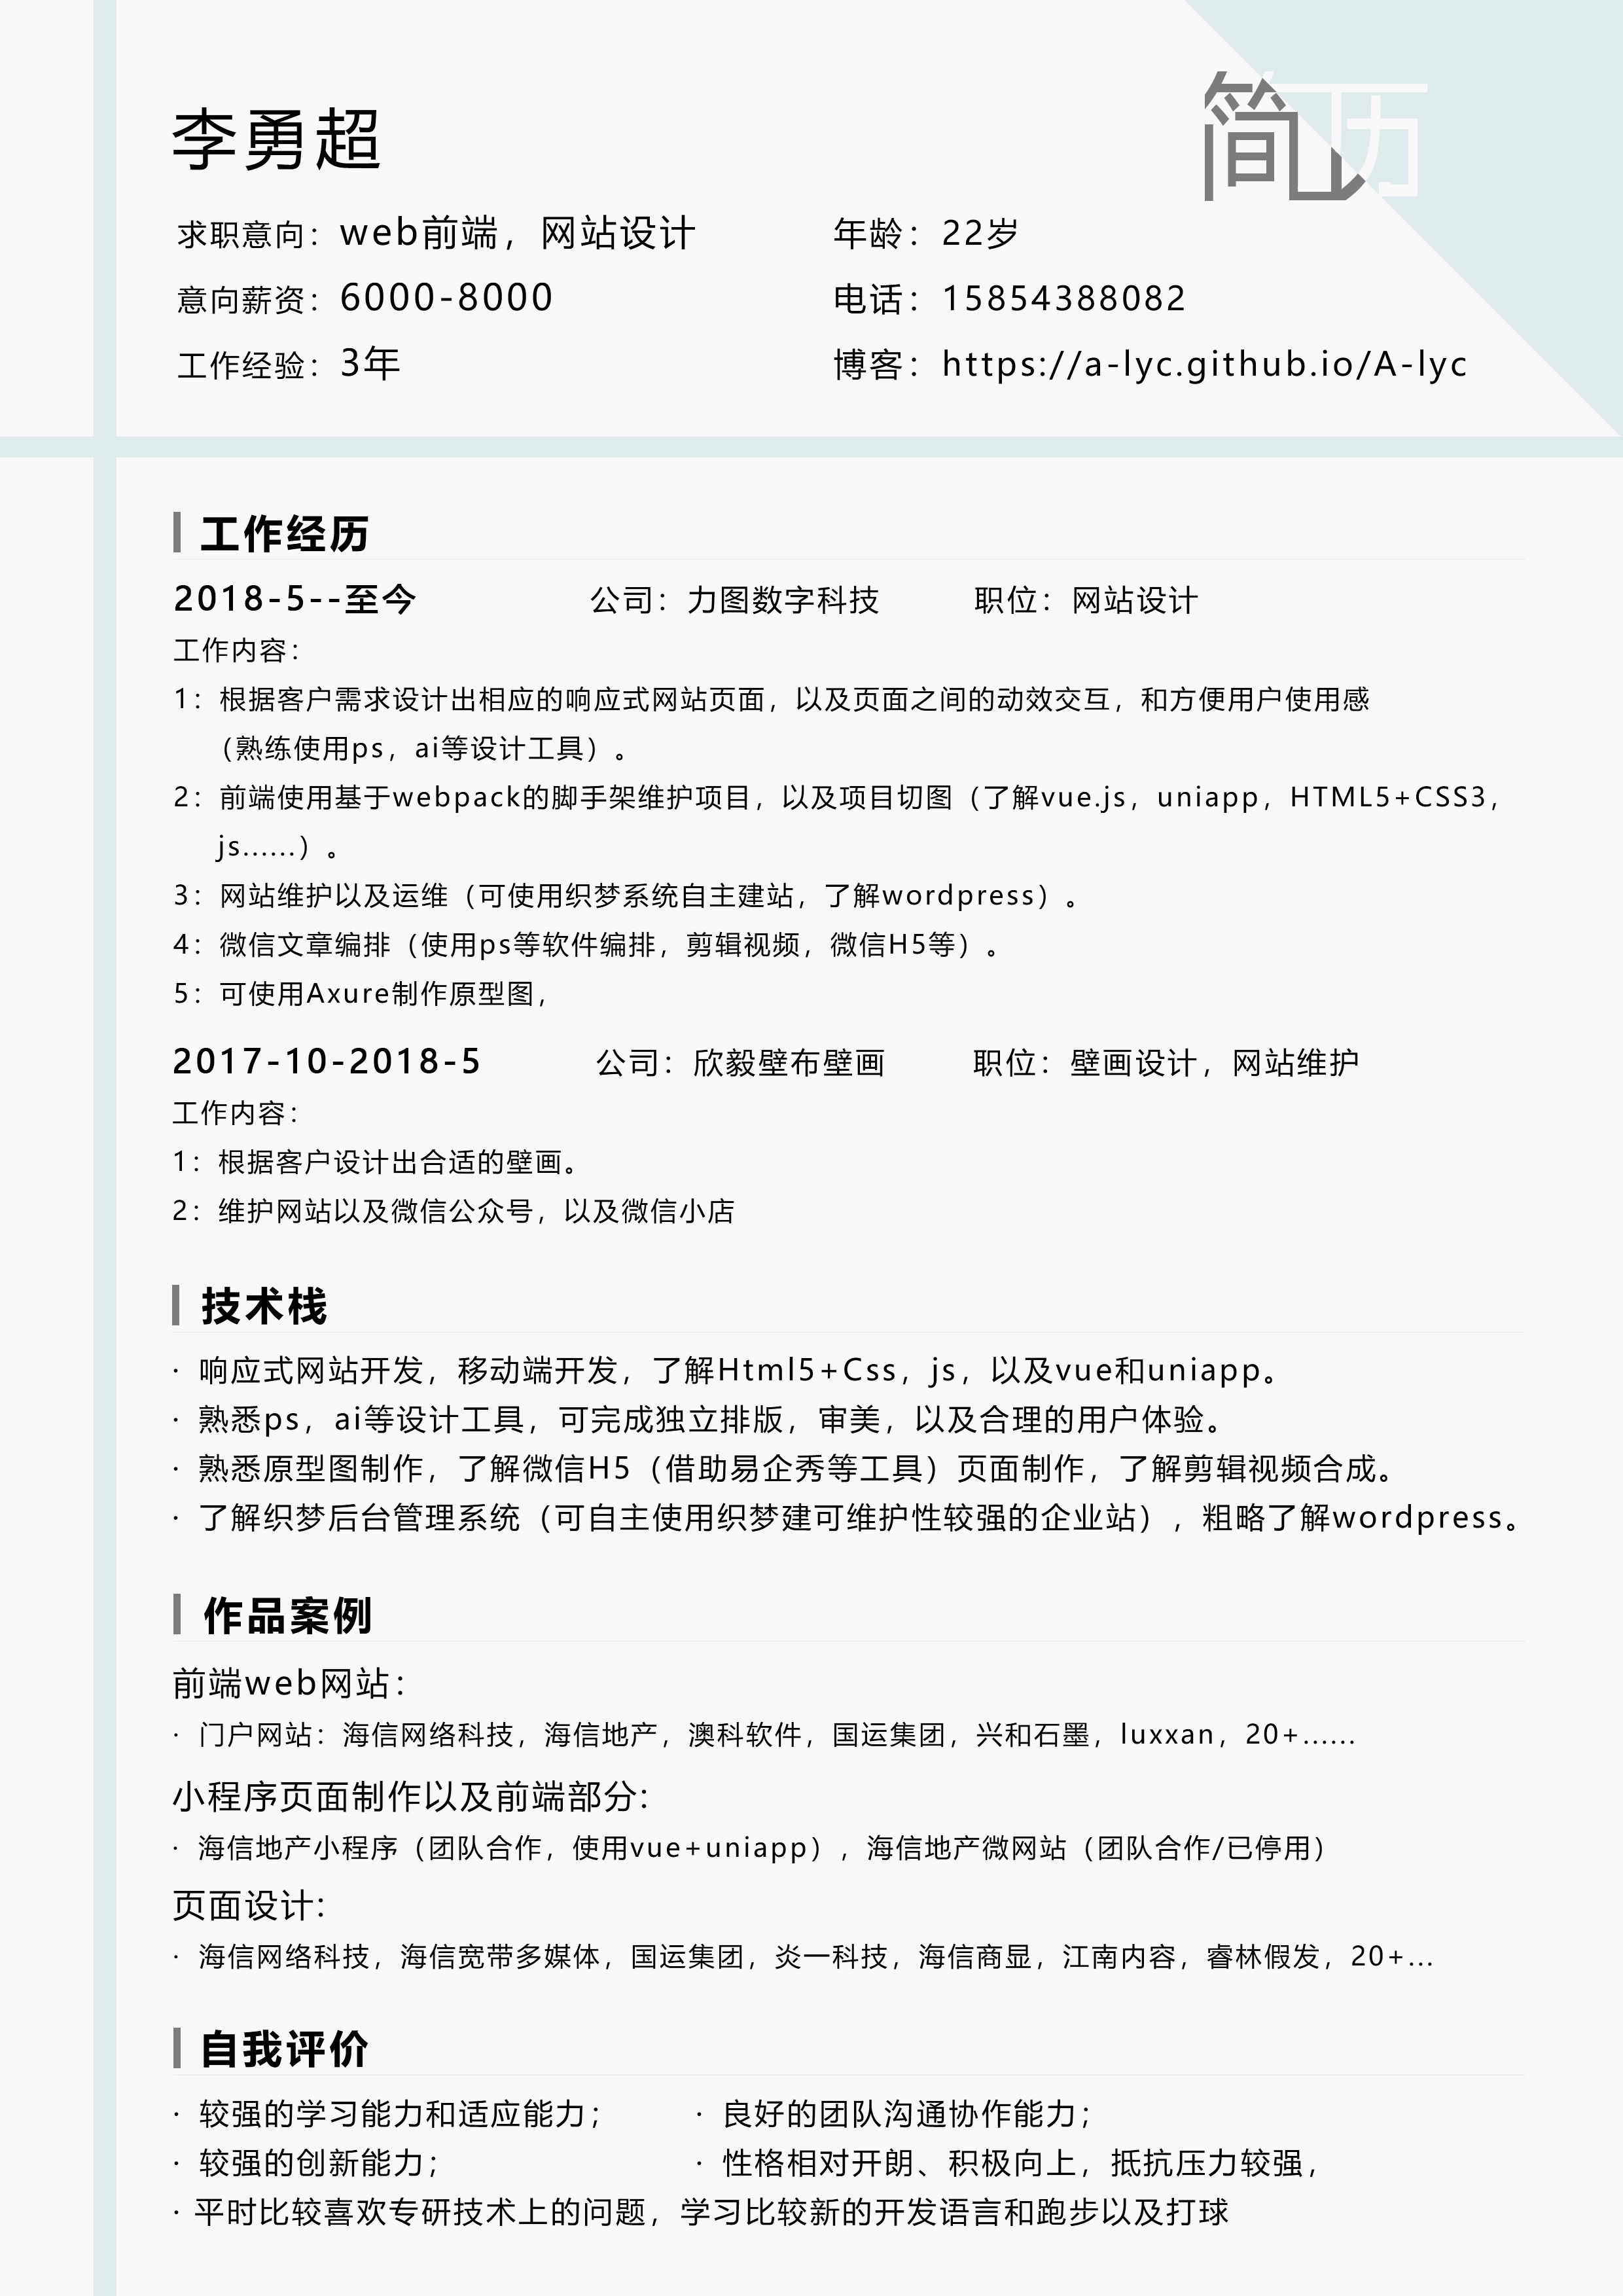 简历
李勇超
求职意向：web前端，网站设计
年龄：22岁
意向薪资：6000-8000
电话：15854388082
工作经验：3年
博客：https://a-lyc.github.io/A-lyc
工作经历
2018-5--至今 公司：力图数字科技 职位：网站设计
工作内容：
1：根据客户需求设计出相应的响应式网站页面，以及页面之间的动效交互，和方便用户使用感
（熟练使用ps，ai等设计工具）。
2：前端使用基于webpack的脚手架维护项目，以及项目切图（了解vue.js，uniapp，HTML5+CSS3，
js......）。
3：网站维护以及运维（可使用织梦系统自主建站，了解wordpress）。
4：微信文章编排（使用ps等软件编排，剪辑视频，微信H5等）。
5：可使用Axure制作原型图，
2017-10-2018-5 公司：欣毅壁布壁画 职位：壁画设计，网站维护
工作内容：
1：根据客户设计出合适的壁画。
2：维护网站以及微信公众号，以及微信小店
技术栈
· 响应式网站开发，移动端开发，了解Html5+Css，js，以及vue和uniapp。
· 熟悉ps，ai等设计工具，可完成独立排版，审美，以及合理的用户体验。
· 熟悉原型图制作，了解微信H5（借助易企秀等工具）页面制作，了解剪辑视频合成。
· 了解织梦后台管理系统（可自主使用织梦建可维护性较强的企业站），粗略了解wordpress。
作品案例
前端web网站：
· 门户网站：海信网络科技，海信地产，澳科软件，国运集团，兴和石墨，luxxan，20+......
小程序页面制作以及前端部分:
· 海信地产小程序（团队合作，使用vue+uniapp），海信地产微网站（团队合作/已停用）
页面设计:
· 海信网络科技，海信宽带多媒体，国运集团，炎一科技，海信商显，江南内容，睿林假发，20+...
自我评价
· 较强的学习能力和适应能力； · 良好的团队沟通协作能力；
· 较强的创新能力； · 性格相对开朗、积极向上，抵抗压力较强，
· 平时比较喜欢专研技术上的问题，学习比较新的开发语言和跑步以及打球